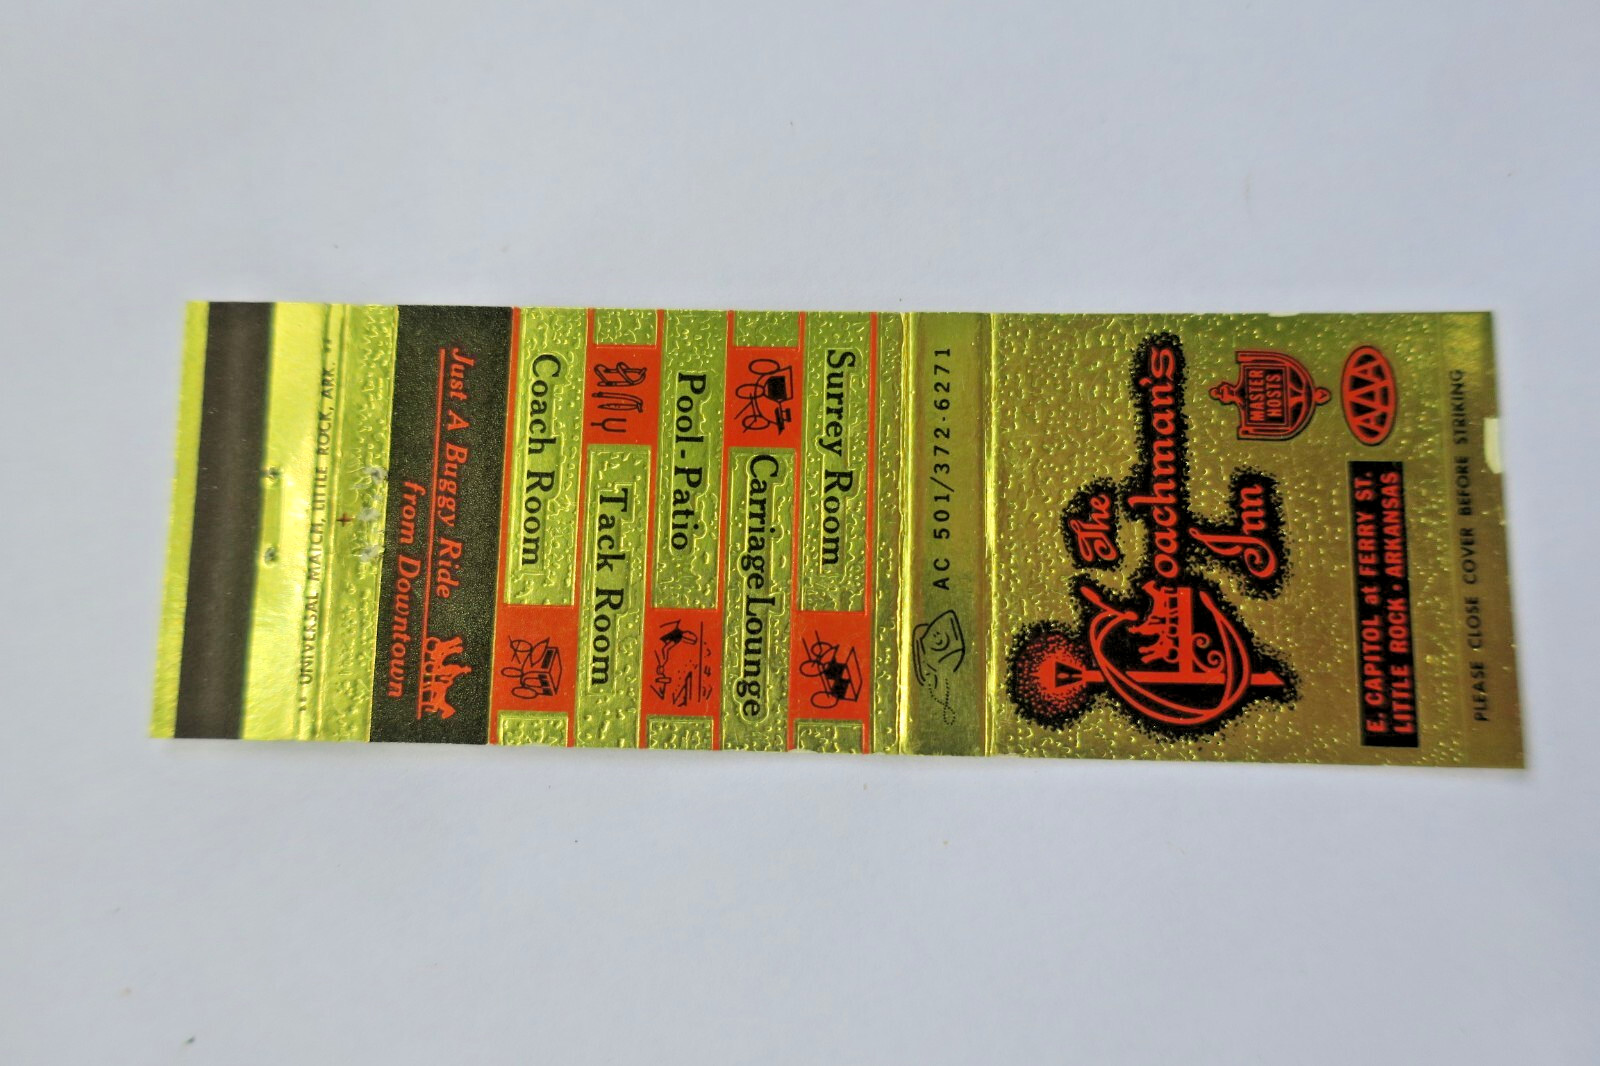 The
Coachman's
Inn
MASTER
HOSTS
AAA
E. CAPITOL at FERRY ST.
LITTLE ROCK • ARKANSAS
PLEASE CLOSE COVER BEFORE STRIKING
AC 501/372-6271
Surrey Room
Carriage Lounge
Pool-Patio
Tack Room
Coach Room
Just A Buggy Ride
from Downtown
UNIVERSAL MATCH, LITTLE ROCK, ARK.